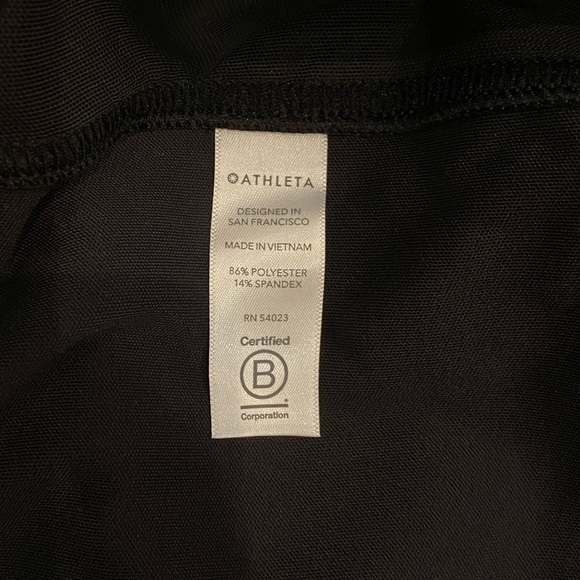 ATHLETA
DESIGNED IN
SAN FRANCISCO
MADE IN VIETNAM
86% POLYESTER
14% SPANDEX
RN 54023
Certified
B
Corporation